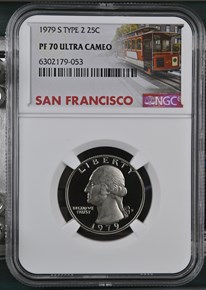 1979 S TYPE 2 25C
PF 70 ULTRA CAMEO
6302179-053
SAN FRANCISCO
NGC
LIBERTY
IN GOD
WE TRUST
S
1979